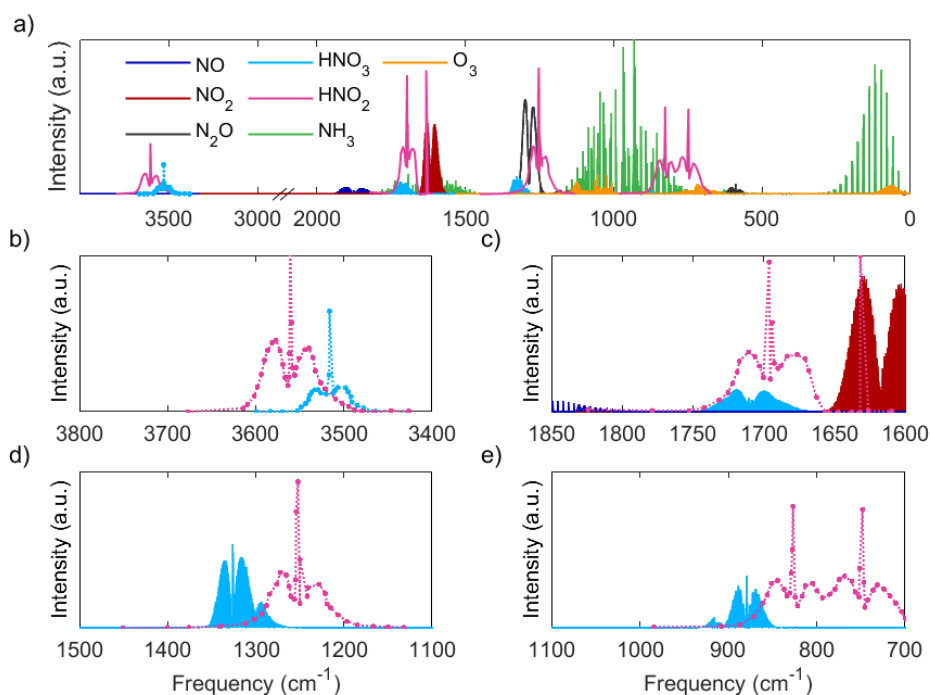 a)
Intensity (a.u.)
NO HNO3 O3
NO2 HNO2
N2O NH3
3500 3000 2000 1500 1000 500 0
b)
Intensity (a.u.)
3800 3700 3600 3500 3400
c)
Intensity (a.u.)
1850 1800 1750 1700 1650 1600
d)
Intensity (a.u.)
1500 1400 1300 1200 1100
Frequency (cm-1)
e)
Intensity (a.u.)
1100 1000 900 800 700
Frequency (cm-1)